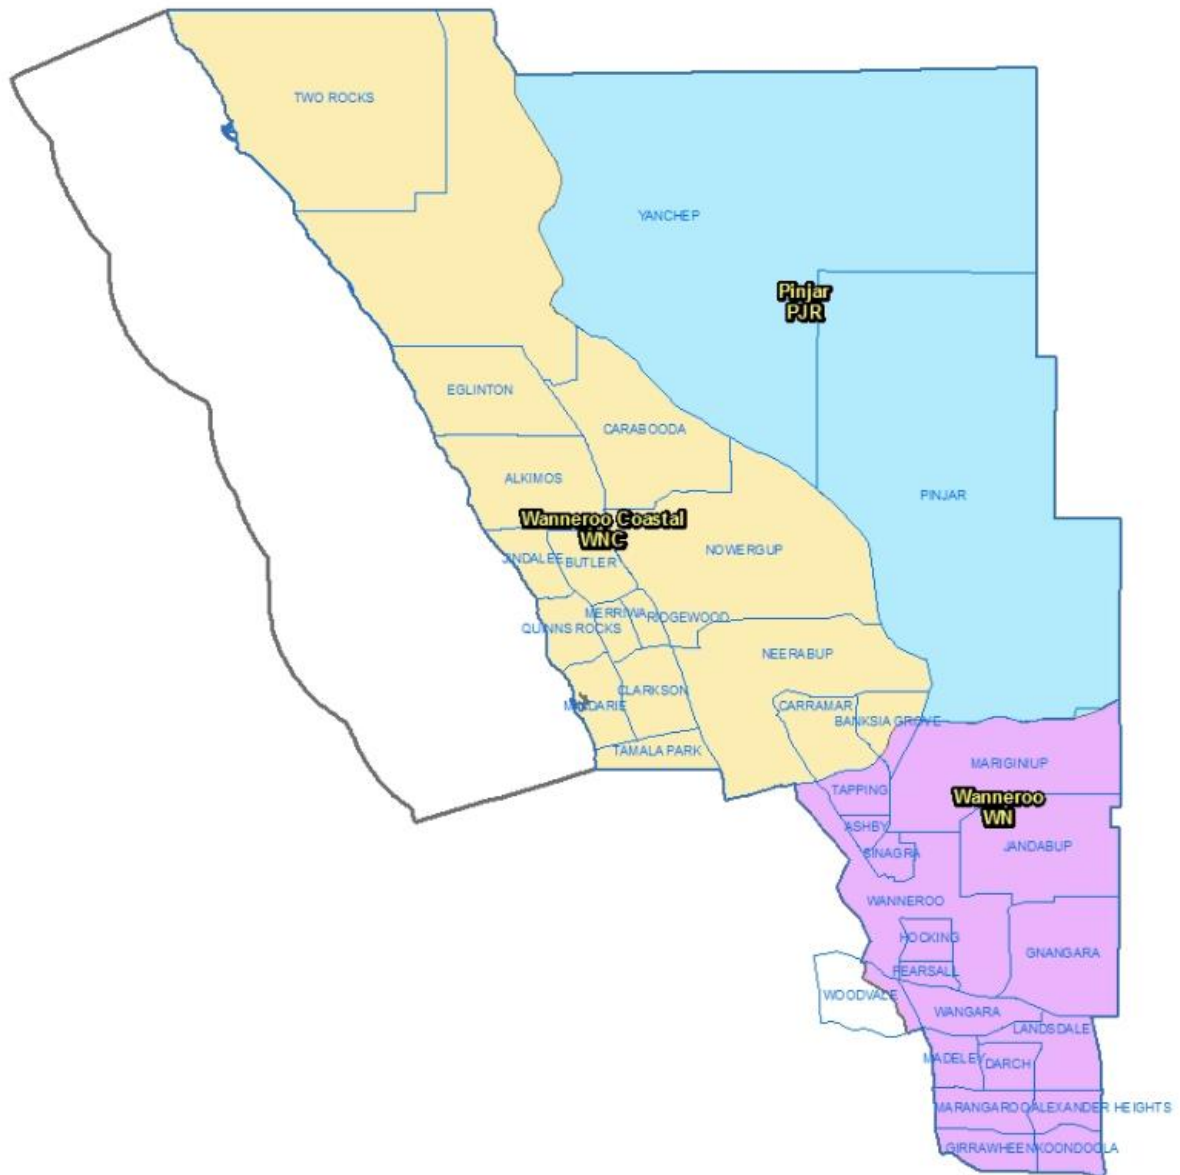 TWO ROCKS
YANCHEP
Pinjar
PJR
EGLINTON
CARABOODA
ALKIMOS
PINJAR
Wanneroo Coastal
WNC
NOWERGUP
JINDALEE
BUTLER
MERRIWA
RIDGEWOOD
QUINNS ROCKS
NEERABUP
CLARKSON
MINDARIE
CARRAMAR
BANKSIA GROVE
TAMALA PARK
MARIGINIUP
TAPPING
Wanneroo
WN
ASHBY
JANDABUP
SINAGRA
WANNEROO
HOCKING
GNANGARA
PEARSALL
WOODVALE
WANGARA
LANDSDALE
MADELEY
DARCH
MARANGAROO
ALEXANDER HEIGHTS
GIRRAWHEEN
KOONDOOLA